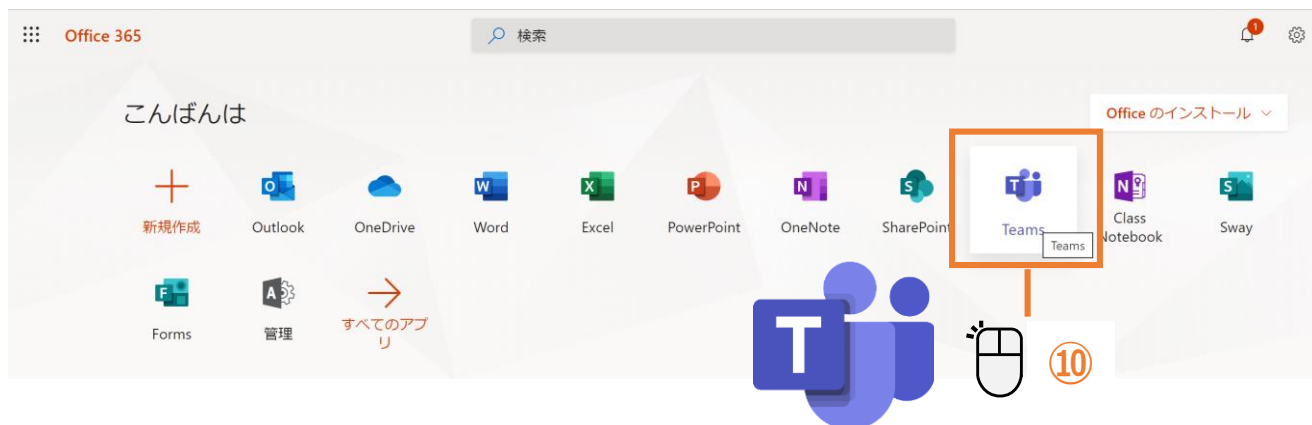 Office 365
検索
1
こんばんは
Office のインストール
新規作成
Outlook
OneDrive
Word
Excel
PowerPoint
OneNote
SharePoint
Teams
Teams
Class
Notebook
Sway
Forms
管理
すべてのアプ
リ
T
⑩